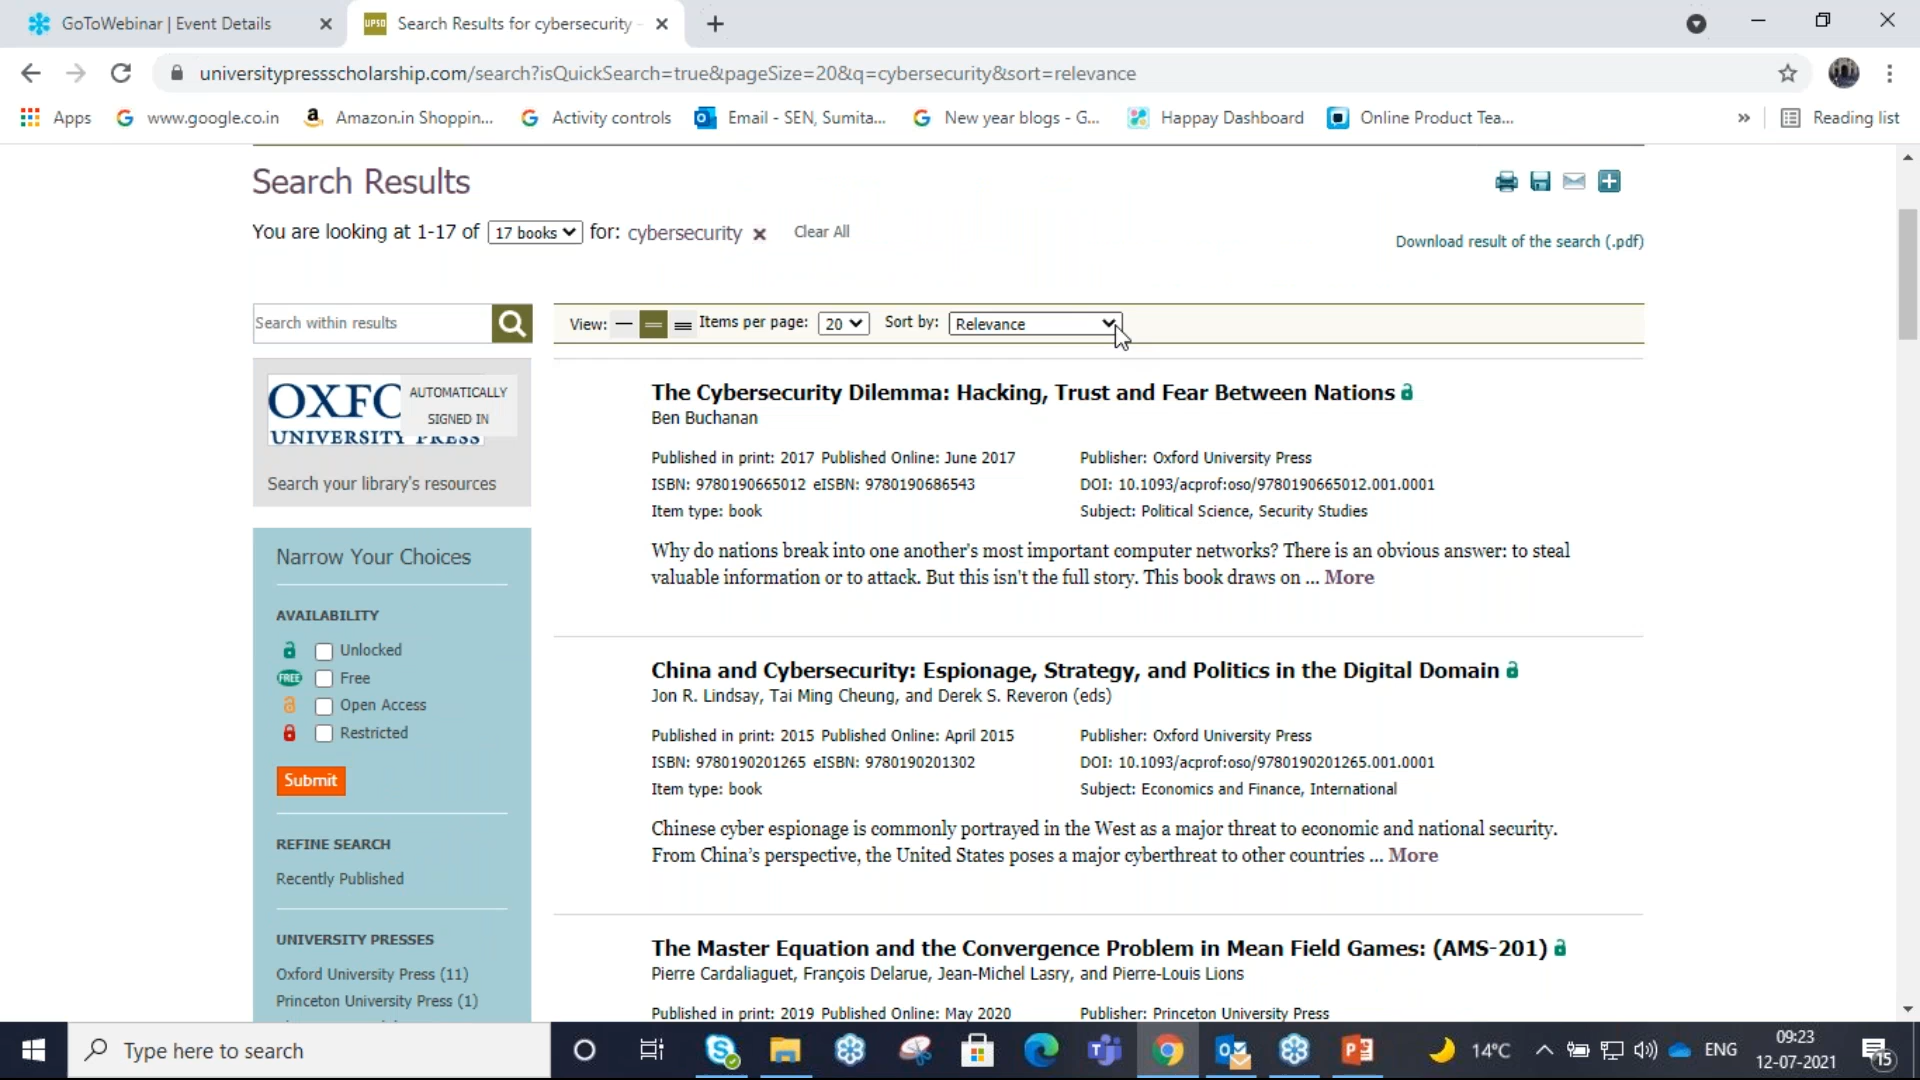 GoToWebinar | Event Details
UPSO
Search Results for cybersecurity -
universitypressscholarship.com/search?isQuickSearch=true&pageSize=20&q=cybersecurity&sort=relevance
Apps
www.google.co.in
Amazon.in Shoppin...
Activity controls
Email - SEN, Sumita...
New year blogs - G...
Happay Dashboard
Online Product Tea...
»
Reading list
Search Results
You are looking at 1-17 of 17 books for: cybersecurity × Clear All
Download result of the search (.pdf)
Search within results
View: Items per page: 20 Sort by: Relevance
AUTOMATICALLY
SIGNED IN
OXFO
UNIVERSITY PRESS
Search your library's resources
Narrow Your Choices
AVAILABILITY
Unlocked
FREE Free
Open Access
Restricted
Submit
REFINE SEARCH
Recently Published
UNIVERSITY PRESSES
Oxford University Press (11)
Princeton University Press (1)
The Cybersecurity Dilemma: Hacking, Trust and Fear Between Nations
Ben Buchanan
Published in print: 2017 Published Online: June 2017
Publisher: Oxford University Press
ISBN: 9780190665012 eISBN: 9780190686543
DOI: 10.1093/acprof:oso/9780190665012.001.0001
Item type: book
Subject: Political Science, Security Studies
Why do nations break into one another's most important computer networks? There is an obvious answer: to steal
valuable information or to attack. But this isn't the full story. This book draws on ... More
China and Cybersecurity: Espionage, Strategy, and Politics in the Digital Domain
Jon R. Lindsay, Tai Ming Cheung, and Derek S. Reveron (eds)
Published in print: 2015 Published Online: April 2015
Publisher: Oxford University Press
ISBN: 9780190201265 eISBN: 9780190201302
DOI: 10.1093/acprof:oso/9780190201265.001.0001
Item type: book
Subject: Economics and Finance, International
Chinese cyber espionage is commonly portrayed in the West as a major threat to economic and national security.
From China's perspective, the United States poses a major cyberthreat to other countries ... More
The Master Equation and the Convergence Problem in Mean Field Games: (AMS-201)
Pierre Cardaliaguet, François Delarue, Jean-Michel Lasry, and Pierre-Louis Lions
Published in print: 2019 Published Online: May 2020
Publisher: Princeton University Press
Type here to search
14°C
ENG
09:23
12-07-2021
15